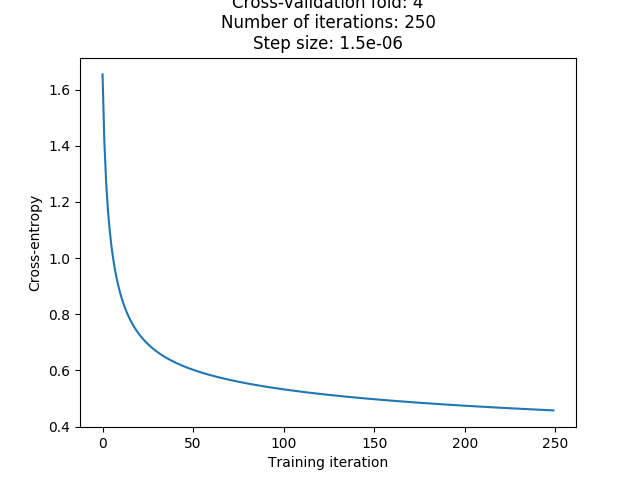 Cross-validation fold: 4
Number of iterations: 250
Step size: 1.5e-06
1.6
1.4
1.2
1.0
0.8
0.6
0.4
Cross-entropy
0 50 100 150 200 250
Training iteration